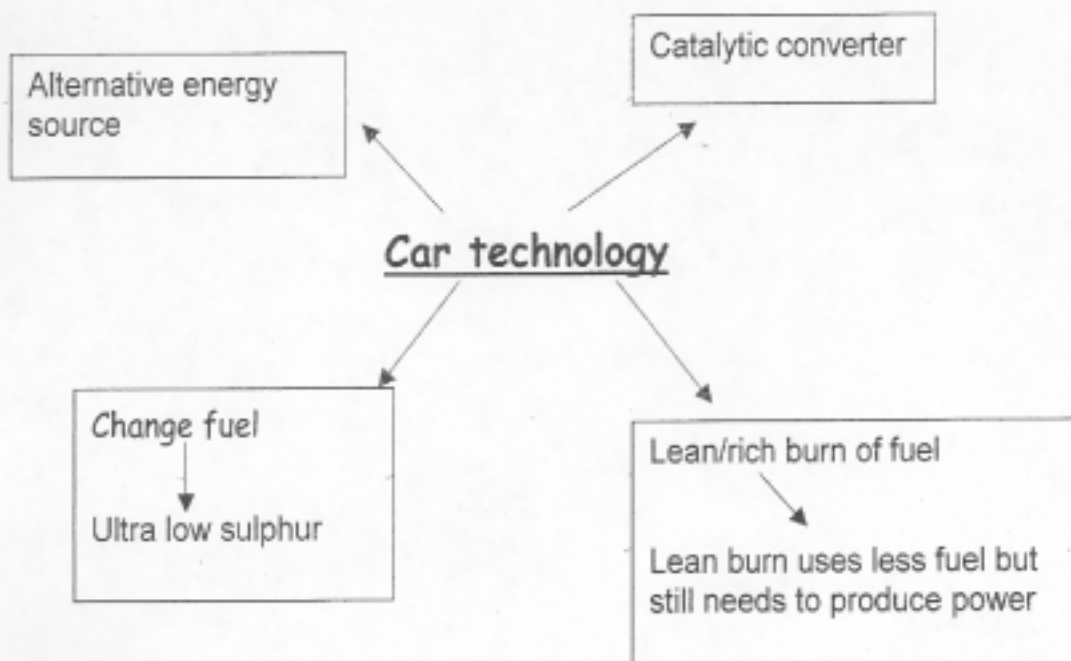 Alternative energy
source
Catalytic converter
Car technology
Change fuel
Ultra low sulphur
Lean/rich burn of fuel
Lean burn uses less fuel but
still needs to produce power